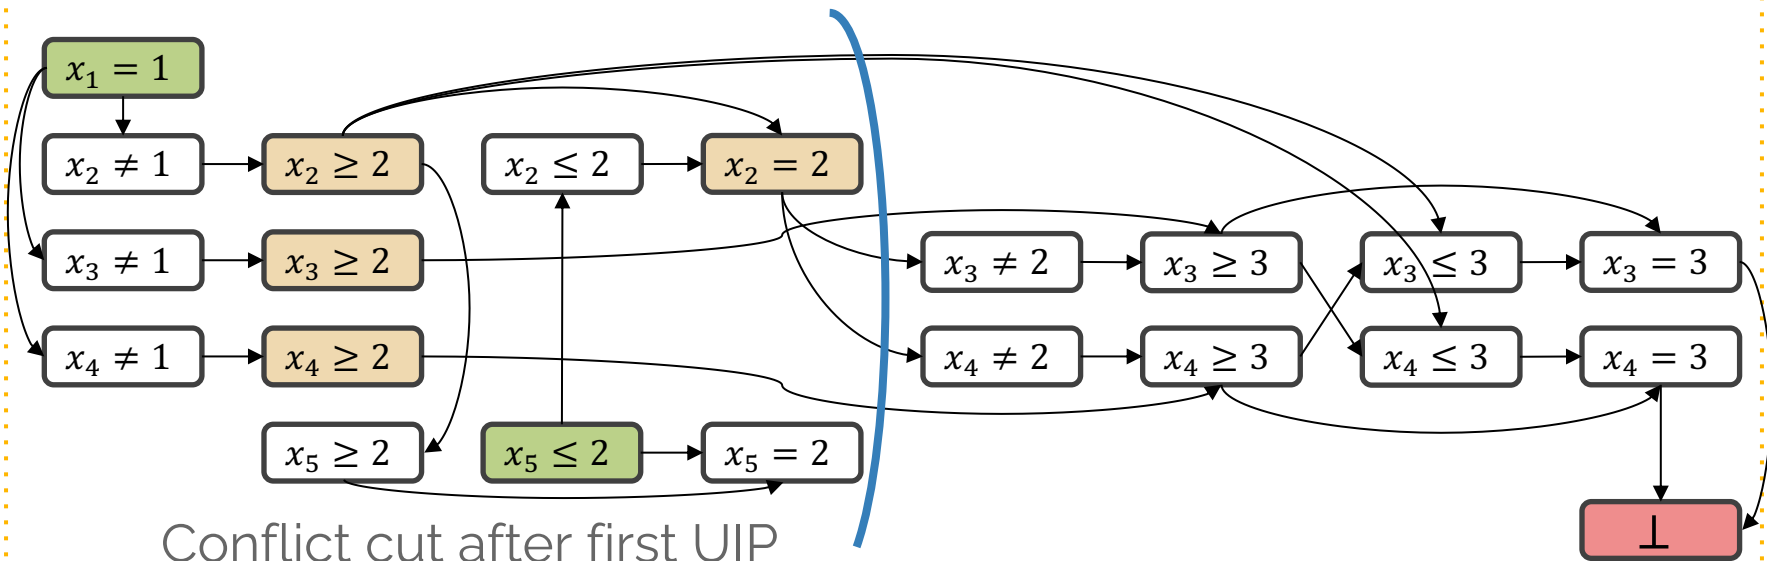 x₁ = 1
x₂ ≠ 1 x₂ ≥ 2 x₂ ≤ 2 x₂ = 2
x₃ ≠ 1 x₃ ≥ 2 x₃ ≠ 2 x₃ ≥ 3 x₃ ≤ 3 x₃ = 3
x₄ ≠ 1 x₄ ≥ 2 x₄ ≠ 2 x₄ ≥ 3 x₄ ≤ 3 x₄ = 3
x₅ ≥ 2 x₅ ≤ 2 x₅ = 2
⊥
Conflict cut after first UIP